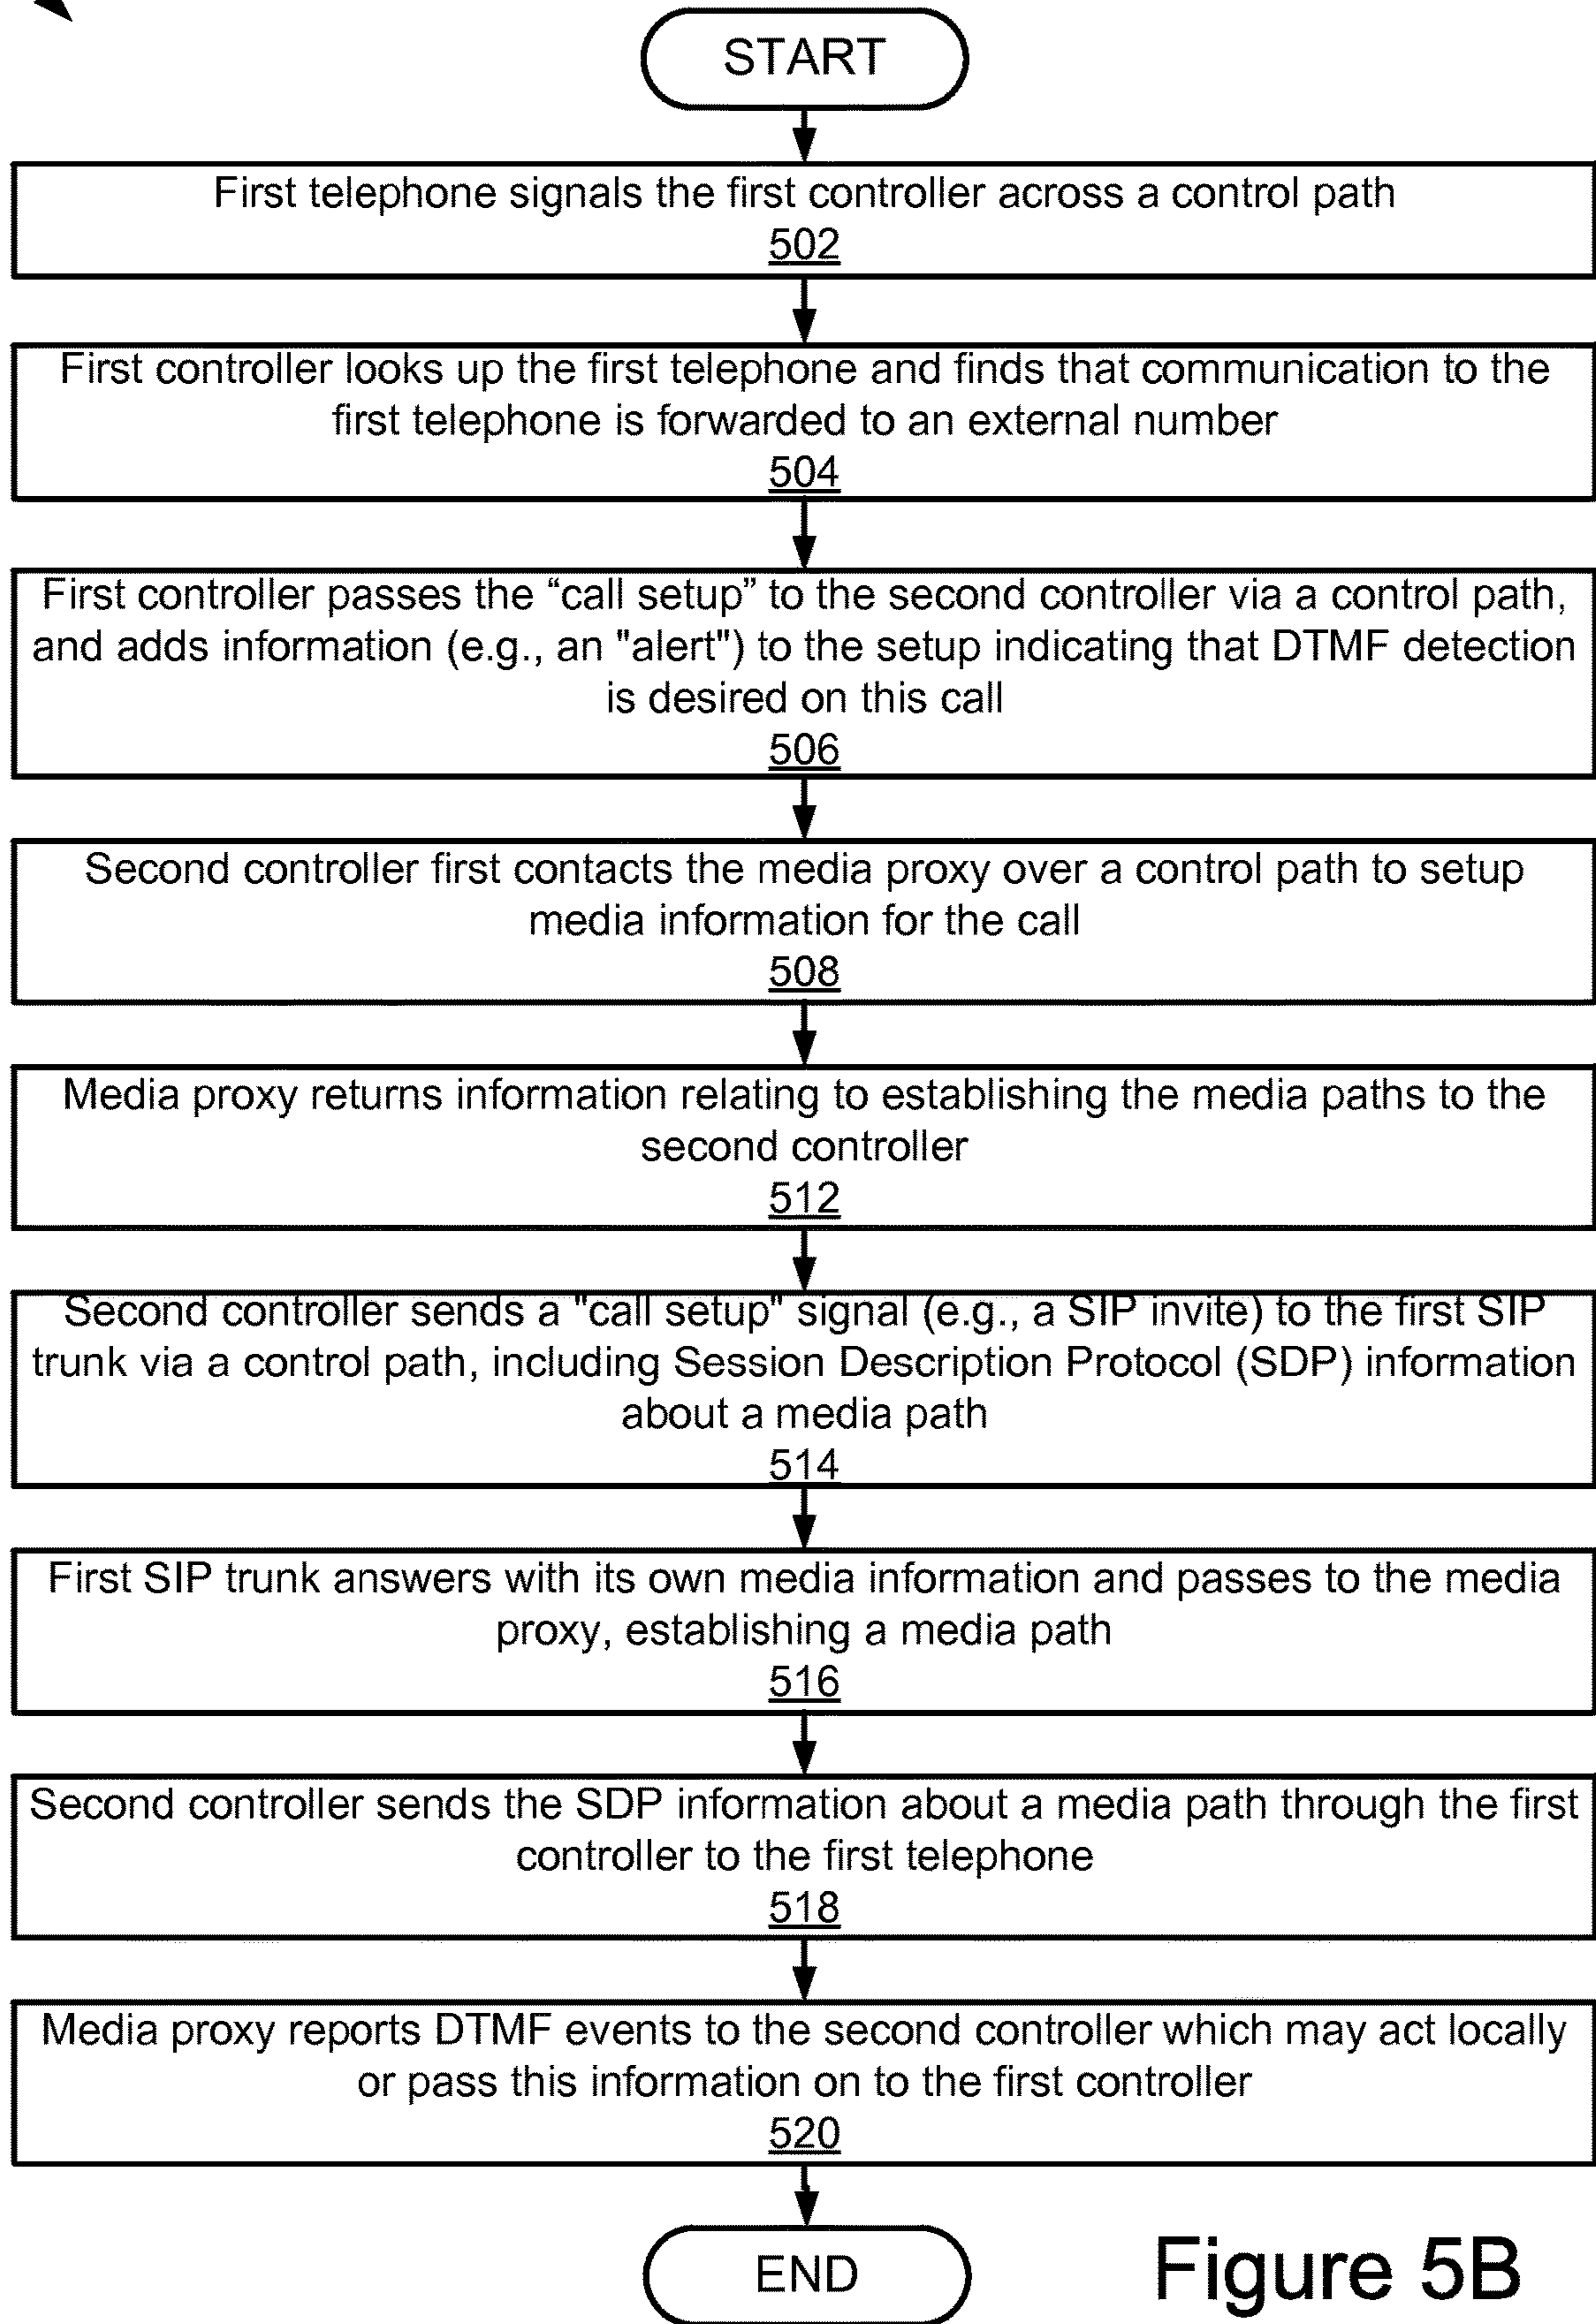 START
First telephone signals the first controller across a control path
502
First controller looks up the first telephone and finds that communication to the
first telephone is forwarded to an external number
504
First controller passes the “call setup” to the second controller via a control path,
and adds information (e.g., an "alert") to the setup indicating that DTMF detection
is desired on this call
506
Second controller first contacts the media proxy over a control path to setup
media information for the call
508
Media proxy returns information relating to establishing the media paths to the
second controller
512
Second controller sends a "call setup" signal (e.g., a SIP invite) to the first SIP
trunk via a control path, including Session Description Protocol (SDP) information
about a media path
514
First SIP trunk answers with its own media information and passes to the media
proxy, establishing a media path
516
Second controller sends the SDP information about a media path through the first
controller to the first telephone
518
Media proxy reports DTMF events to the second controller which may act locally
or pass this information on to the first controller
520
END
Figure 5B